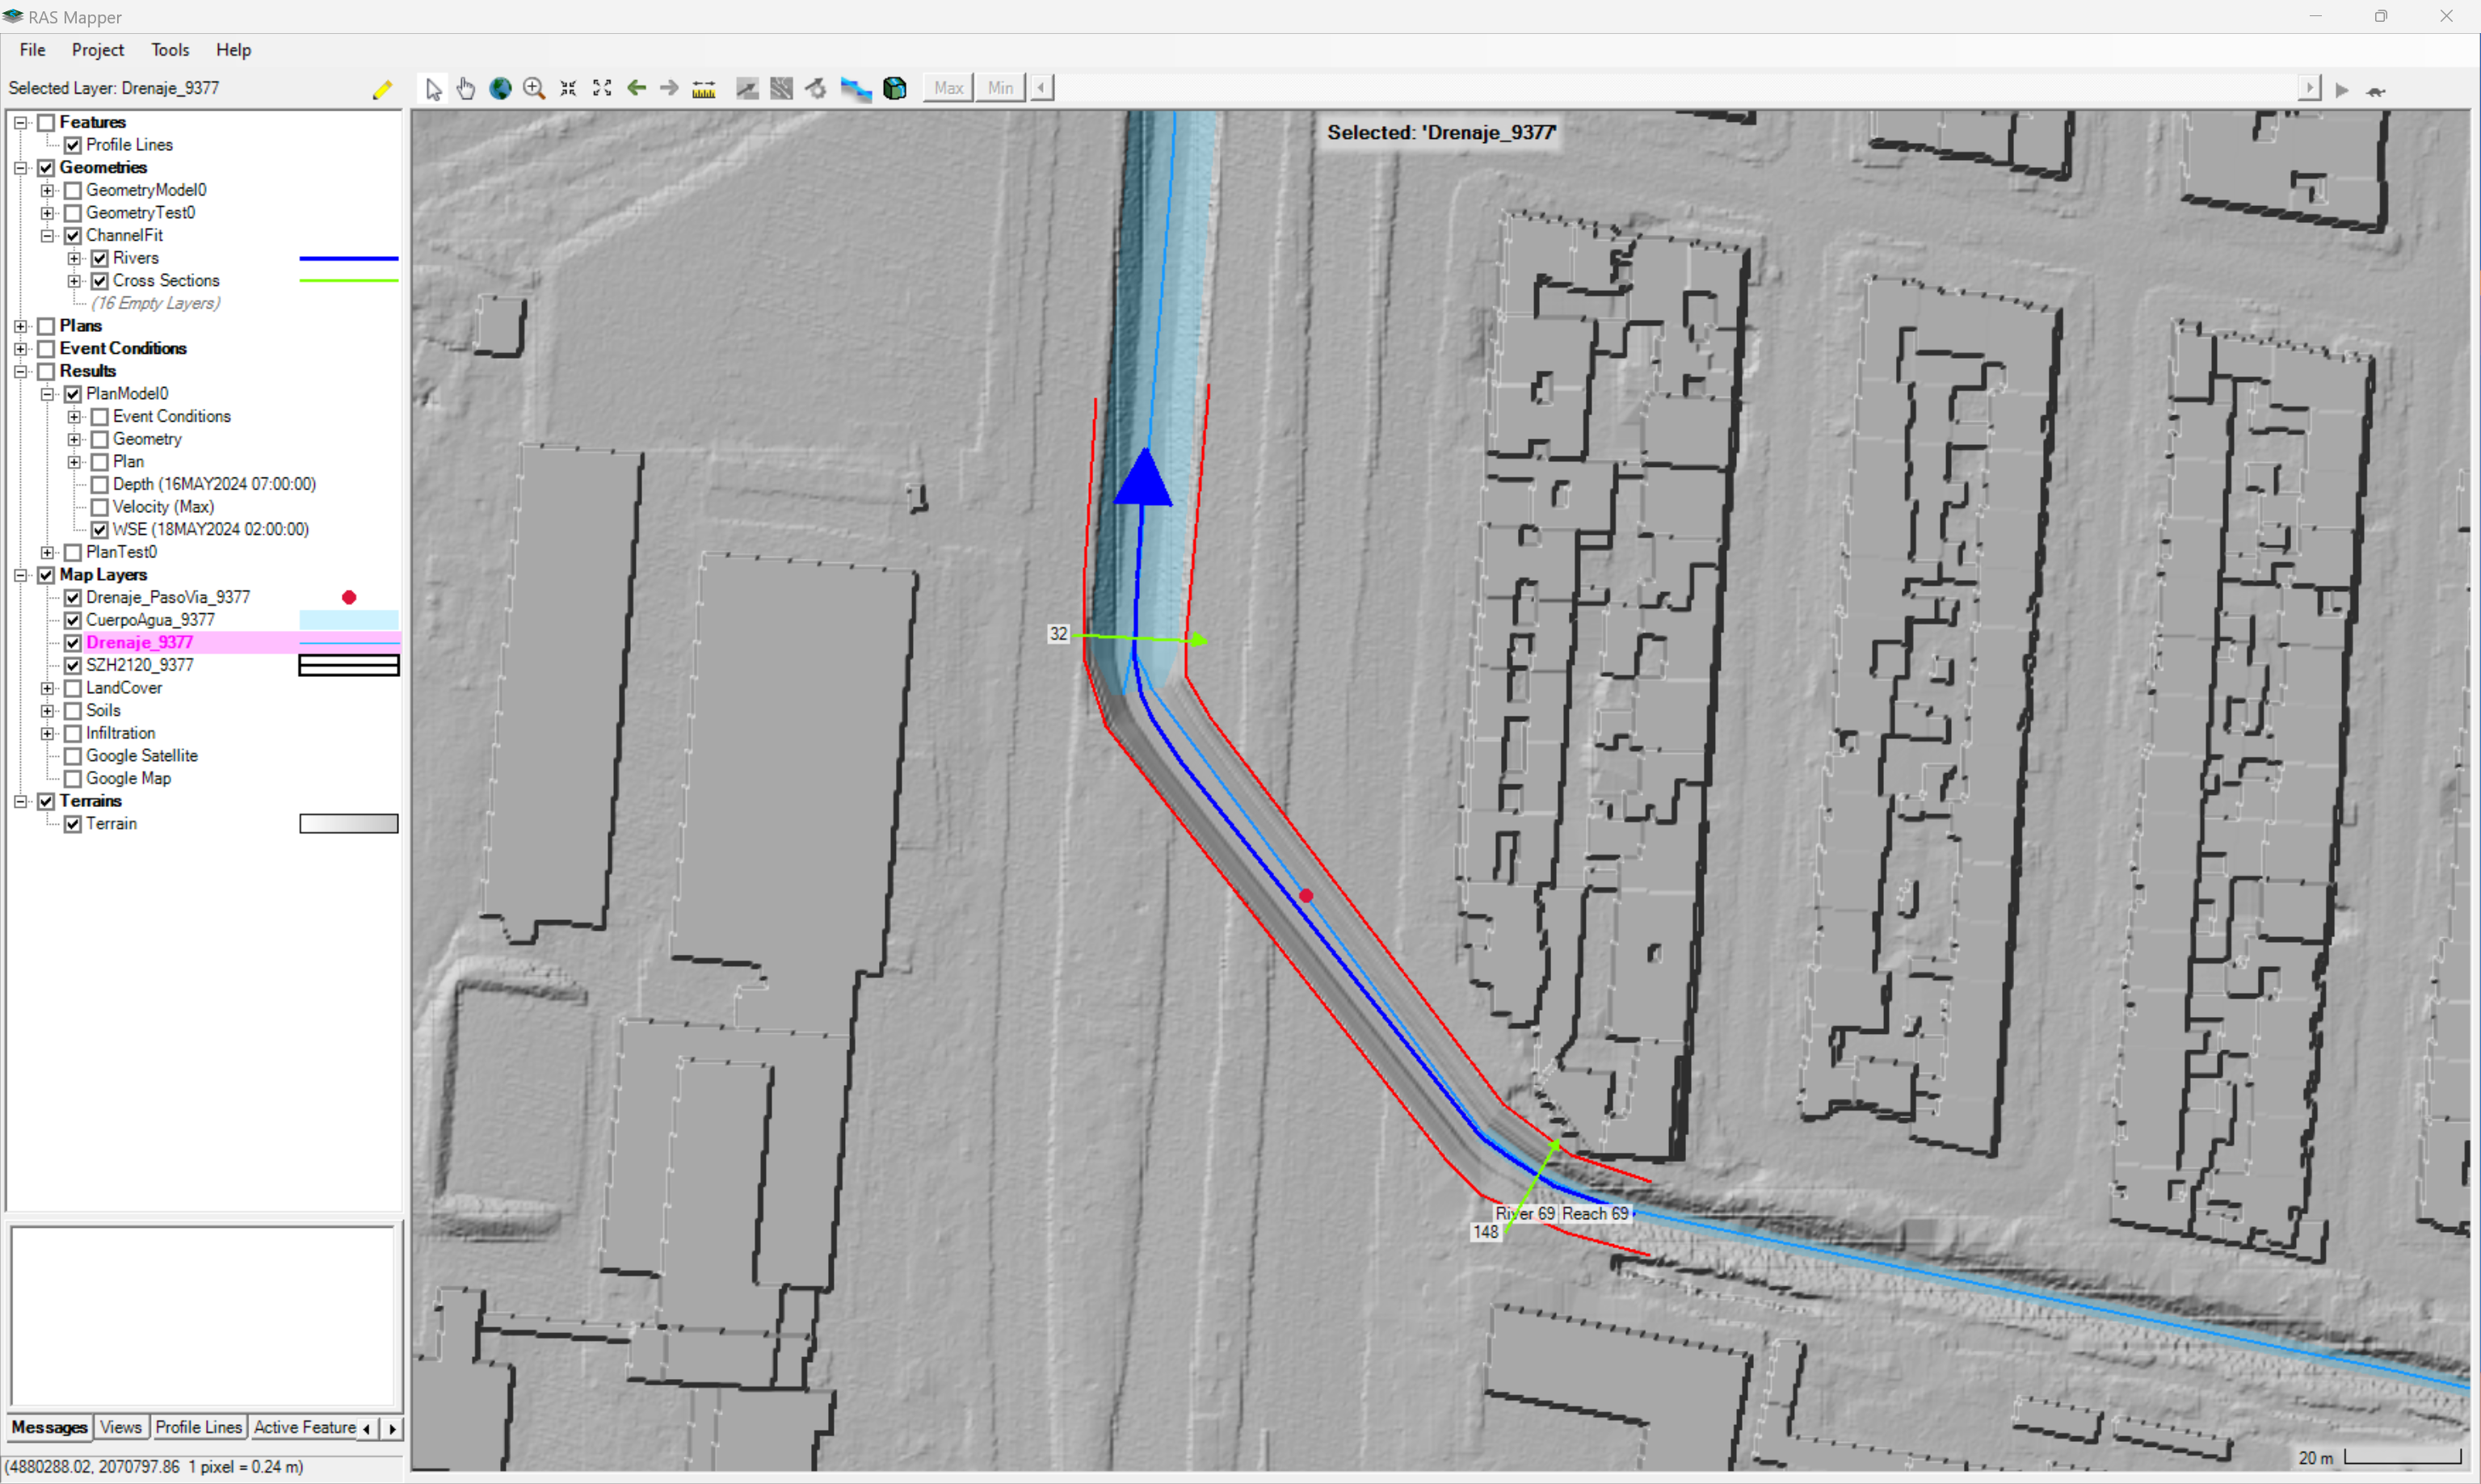 RAS Mapper
File Project Tools Help
Selected Layer: Drenaje_9377
Max Min
Features
Profile Lines
Geometries
GeometryModel0
GeometryTest0
ChannelFit
Rivers
Cross Sections
(16 Empty Layers)
Plans
Event Conditions
Results
PlanModel0
Event Conditions
Geometry
Plan
Depth (16MAY2024 07:00:00)
Velocity (Max)
WSE (18MAY2024 02:00:00)
PlanTest0
Map Layers
Drenaje_PasoVia_9377
CuerpoAgua_9377
Drenaje_9377
SZH2120_9377
LandCover
Soils
Infiltration
Google Satellite
Google Map
Terrains
Terrain
Messages Views Profile Lines Active Feature
(4880288.02, 2070797.86 1 pixel = 0.24 m)
Selected: 'Drenaje_9377'
32
River 69 Reach 69
148
20 m